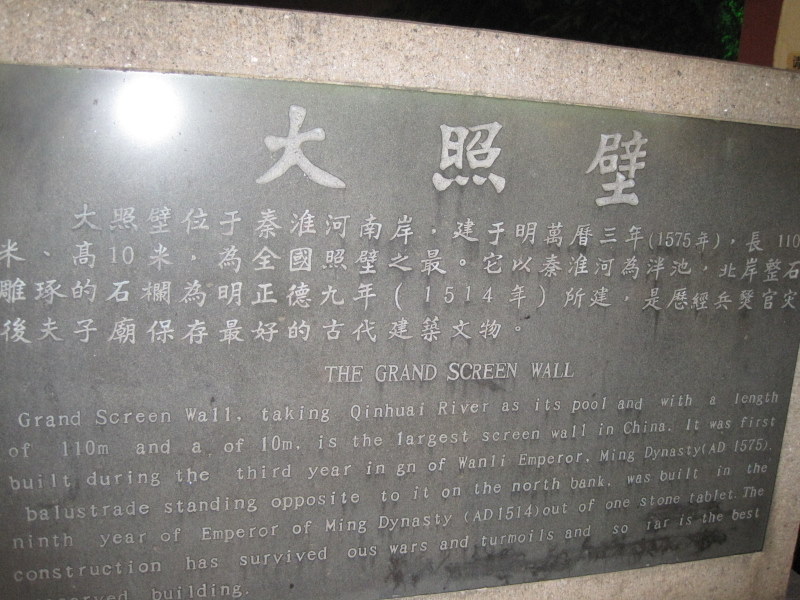 大照壁
大照壁位于秦淮河南岸，建于明萬曆三年(1575年)，長110
米、高10米，為全國照壁之最。它以秦淮河為泮池，北岸整石
雕琢的石欄為明正德九年(1514年)所建，是歷經兵燹官灾
後夫子廟保存最好的古代建築文物。
THE GRAND SCREEN WALL
Grand Screen Wall, taking Qinhuai River as its pool and with a length
of 110m and a of 10m, is the largest screen wall in China. It was first
built during the third year in gn of Wanli Emperor, Ming Dynasty(AD 1575).
balustrade standing opposite to it on the north bank, was built in the
ninth year of Emperor of Ming Dynasty (AD1514)out of one stone tablet. The
construction has survived ous wars and turmoils and so far is the best
served building.